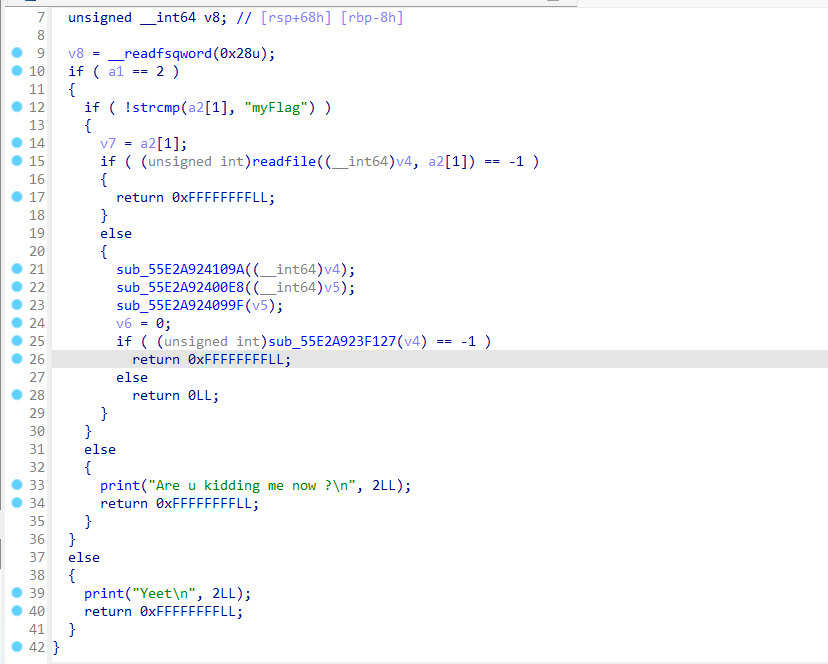 7 unsigned __int64 v8; // [rsp+68h] [rbp-8h]
8
9 v8 = __readfsqword(0x28u);
10 if ( a1 == 2 )
11 {
12 if ( !strcmp(a2[1], "myFlag") )
13 {
14 v7 = a2[1];
15 if ( (unsigned int)readfile((__int64)v4, a2[1]) == -1 )
16 {
17 return 0xFFFFFFFFLL;
18 }
19 else
20 {
21 sub_55E2A924109A((__int64)v4);
22 sub_55E2A92400E8((__int64)v5);
23 sub_55E2A924099F(v5);
24 v6 = 0;
25 if ( (unsigned int)sub_55E2A923F127(v4) == -1 )
26 return 0xFFFFFFFFLL;
27 else
28 return 0LL;
29 }
30 }
31 else
32 {
33 print("Are u kidding me now ?\n", 2LL);
34 return 0xFFFFFFFFLL;
35 }
36 }
37 else
38 {
39 print("Yeet\n", 2LL);
40 return 0xFFFFFFFFLL;
41 }
42 }